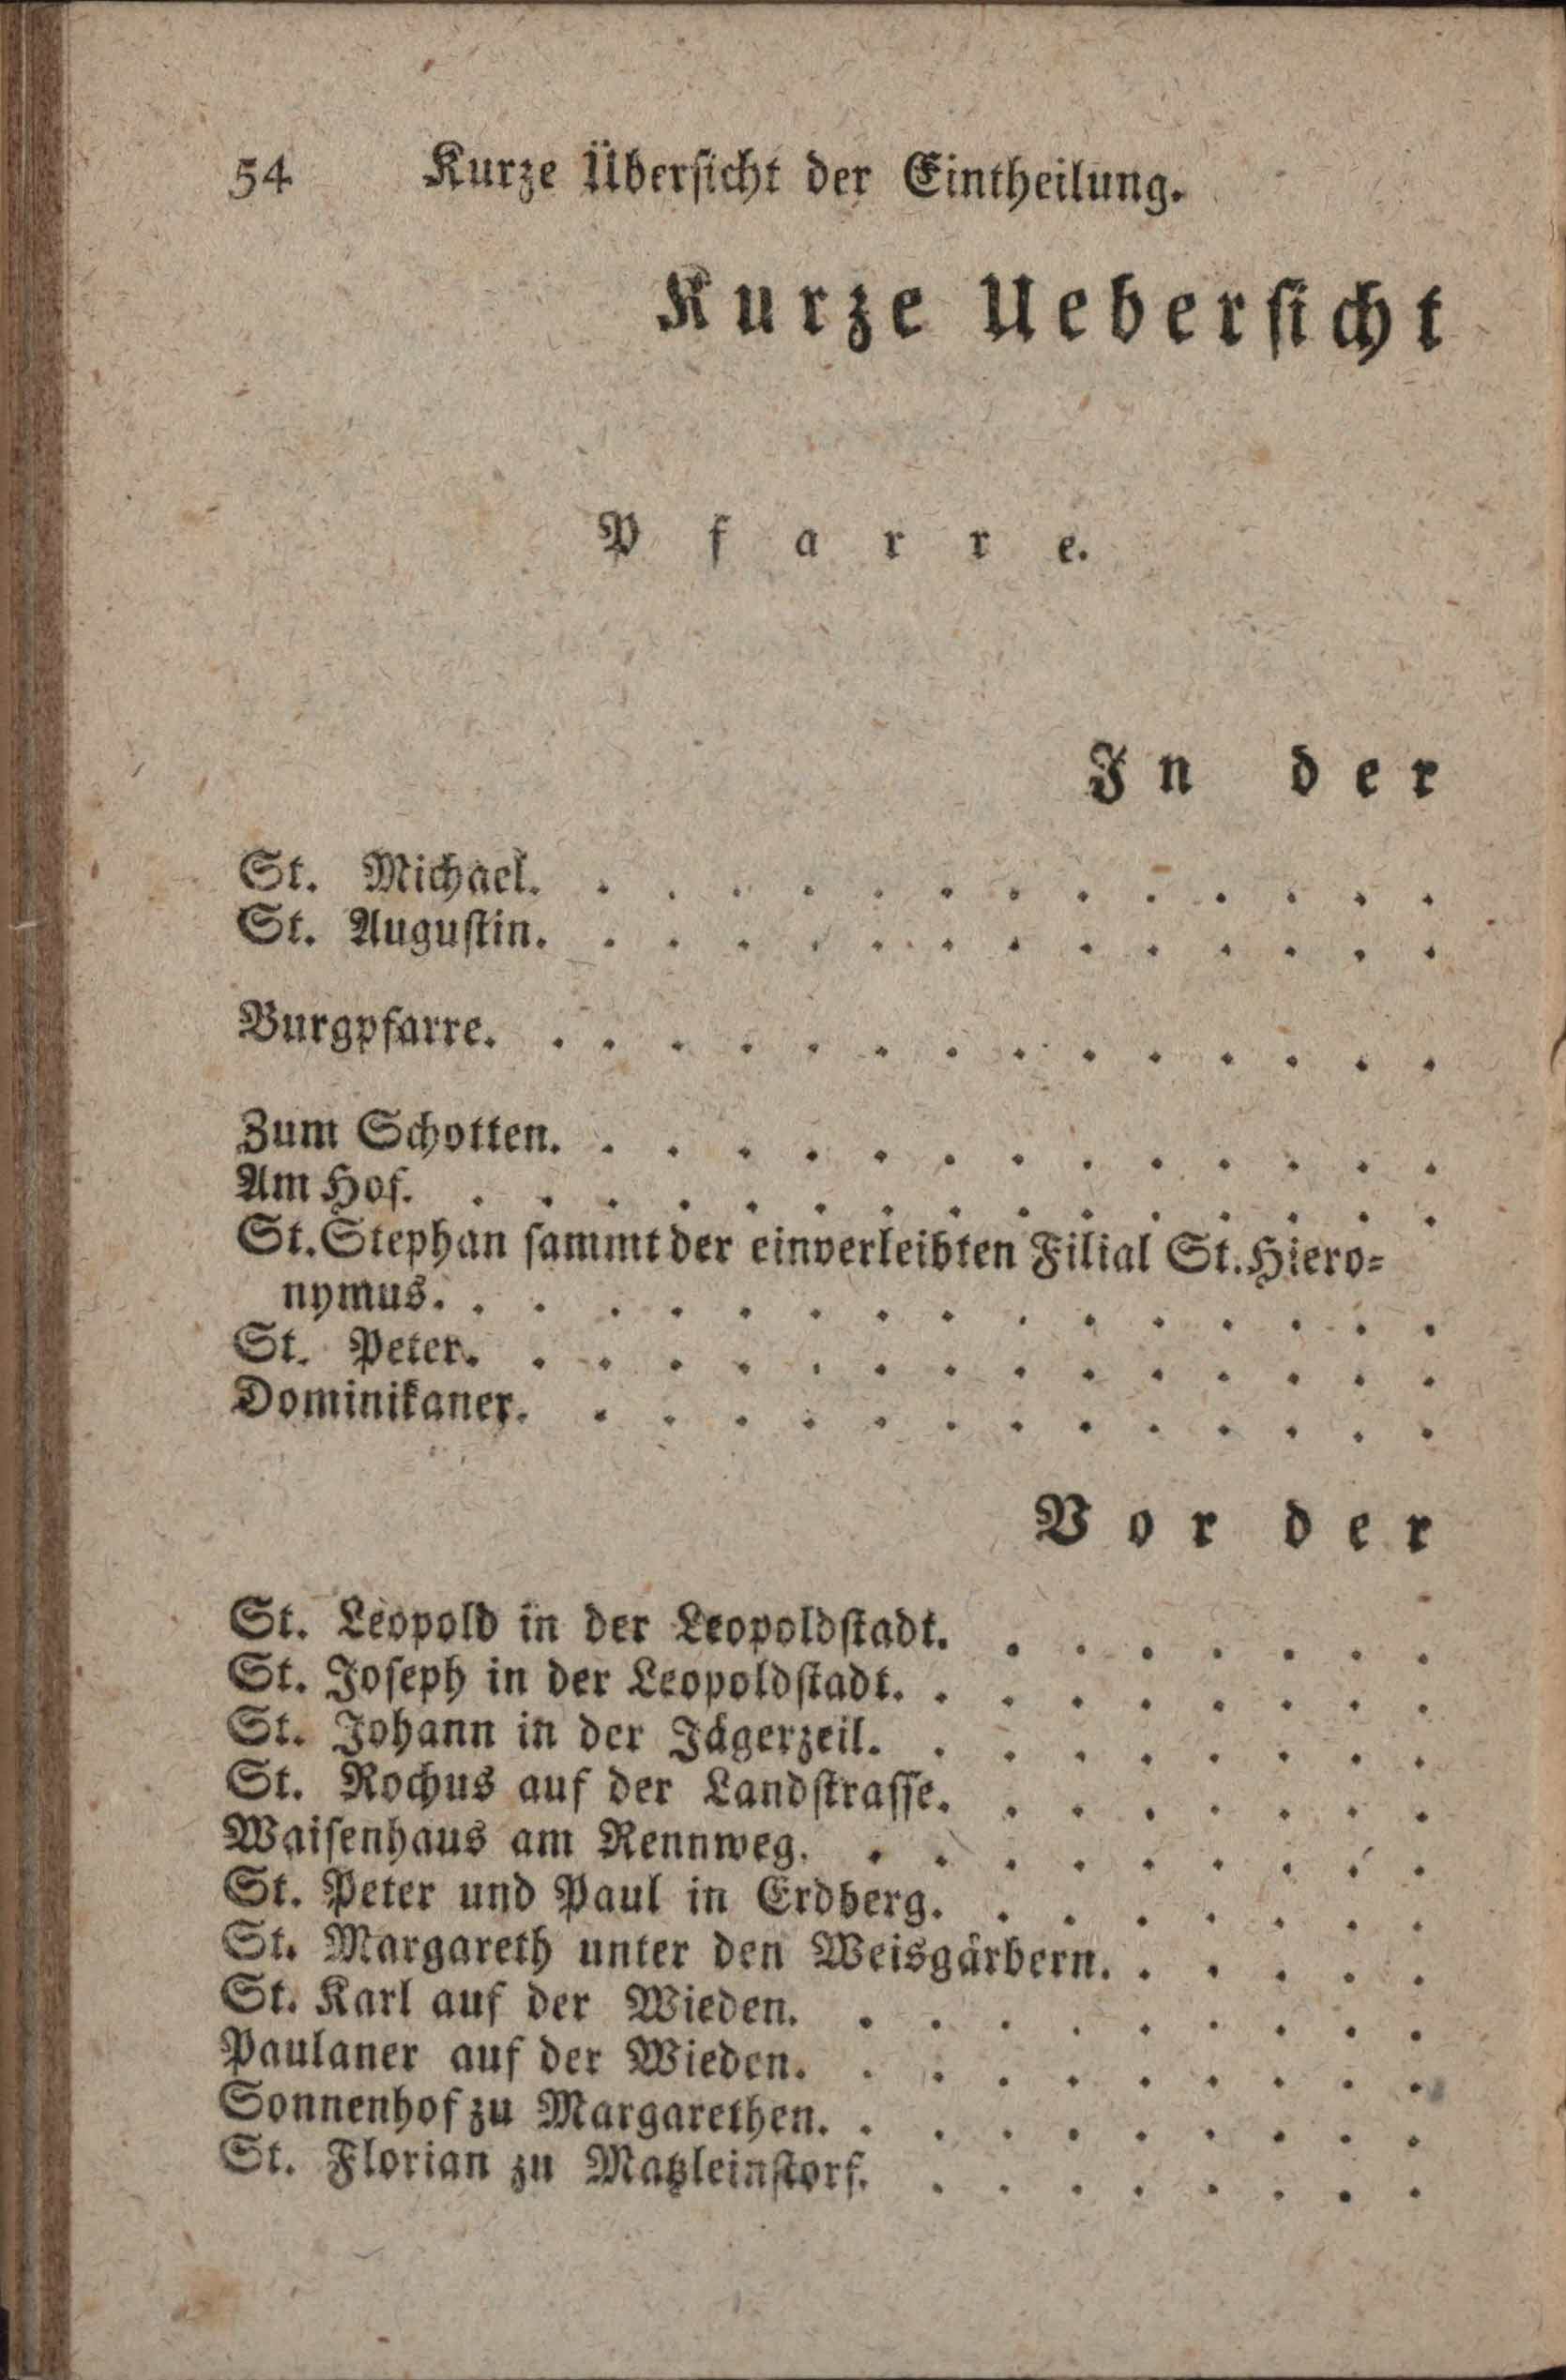 54 Kurze Übersicht der Eintheilung.
Kurze Uebersicht
Pfarre.
In der
St. Michael. . . . . . . . . . . . . .
St. Augustin. . . . . . . . . . . . . .
Burgpfarre. . . . . . . . . . . . . . .
Zum Schotten. . . . . . . . . . . . . .
Am Hof. . . . . . . . . . . . . . . .
St. Stephan sammt der einverleibten Filial St. Hiero-
nymus. . . . . . . . . . . . . . . .
St. Peter. . . . . . . . . . . . . . .
Dominikaner. . . . . . . . . . . . . .
Vor der
St. Leopold in der Leopoldstadt. . . . . . . .
St. Joseph in der Leopoldstadt. . . . . . . . .
St. Johann in der Jägerzeil. . . . . . . . .
St. Rochus auf der Landstrasse. . . . . . . .
Waisenhaus am Rennweg. . . . . . . . . .
St. Peter und Paul in Erdberg. . . . . . . .
St. Margareth unter den Weisgärbern. . . . . .
St. Karl auf der Wieden. . . . . . . . . .
Paulaner auf der Wieden. . . . . . . . . .
Sonnenhof zu Margarethen. . . . . . . . . .
St. Florian zu Matzleinstorf. . . . . . . . .